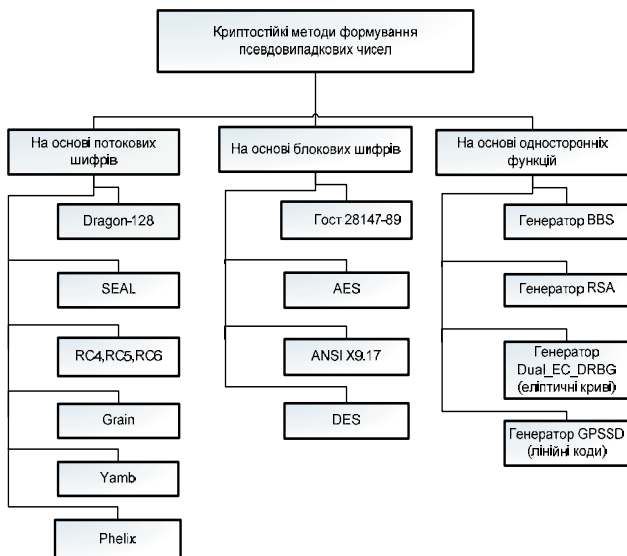 Криптостійкі методи формування
псевдовипадкових чисел
На основі потокових
шифрів
Dragon-128
SEAL
RC4,RC5,RC6
Grain
Yamb
Phelix
На основі блокових шифрів
Гост 28147-89
AES
ANSI X9.17
DES
На основі односторонніх
функцій
Генератор BBS
Генератор RSA
Генератор
Dual_EC_DRBG
(еліптичні криві)
Генератор GPSSD
(лінійні коди)